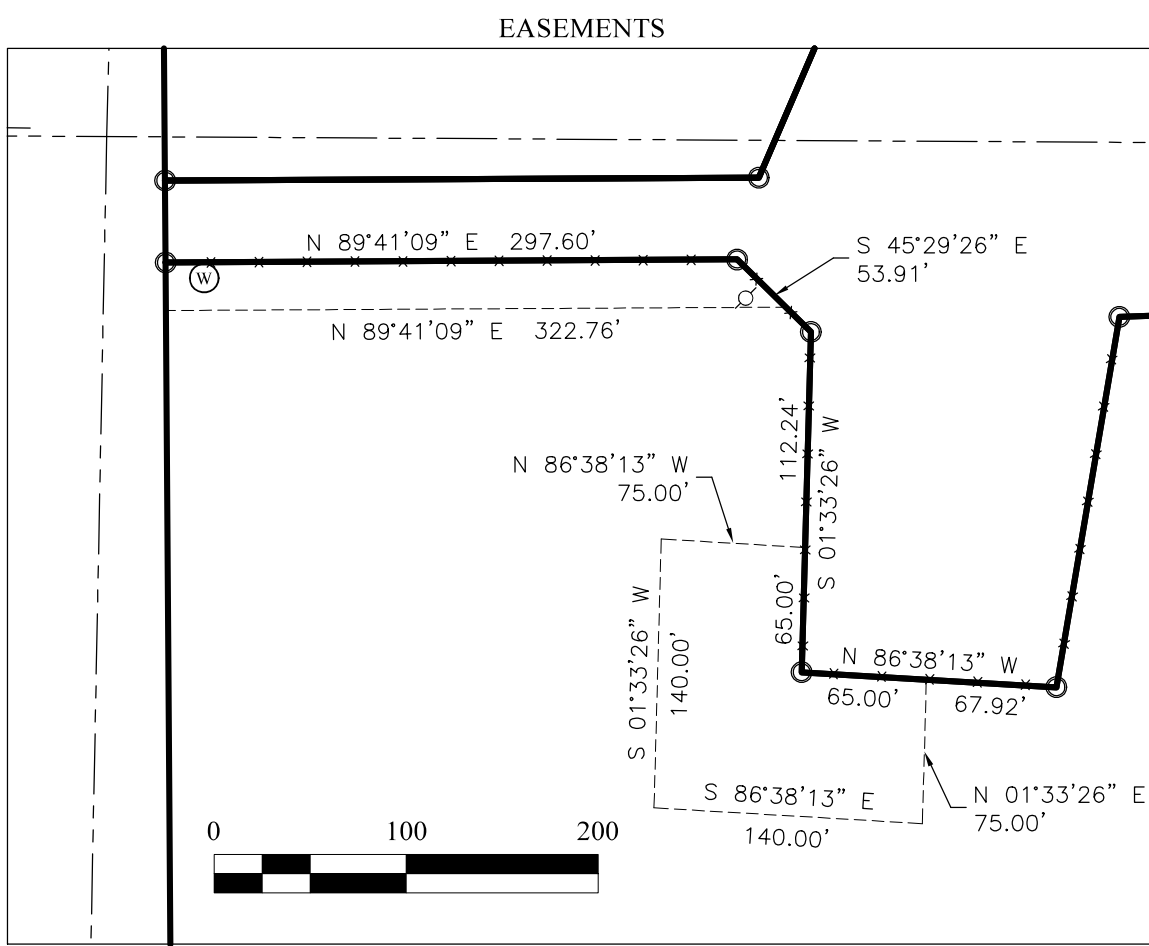 EASEMENTS
N 89°41'09" E 297.60'
S 45°29'26" E
53.91'
W
N 89°41'09" E 322.76'
112.24'
S 01°33'26" W
N 86°38'13" W
75.00'
65.00'
S 01°33'26" W
140.00'
N 86°38'13" W
65.00' 67.92'
S 86°38'13" E
140.00'
N 01°33'26" E
75.00'
0 100 200